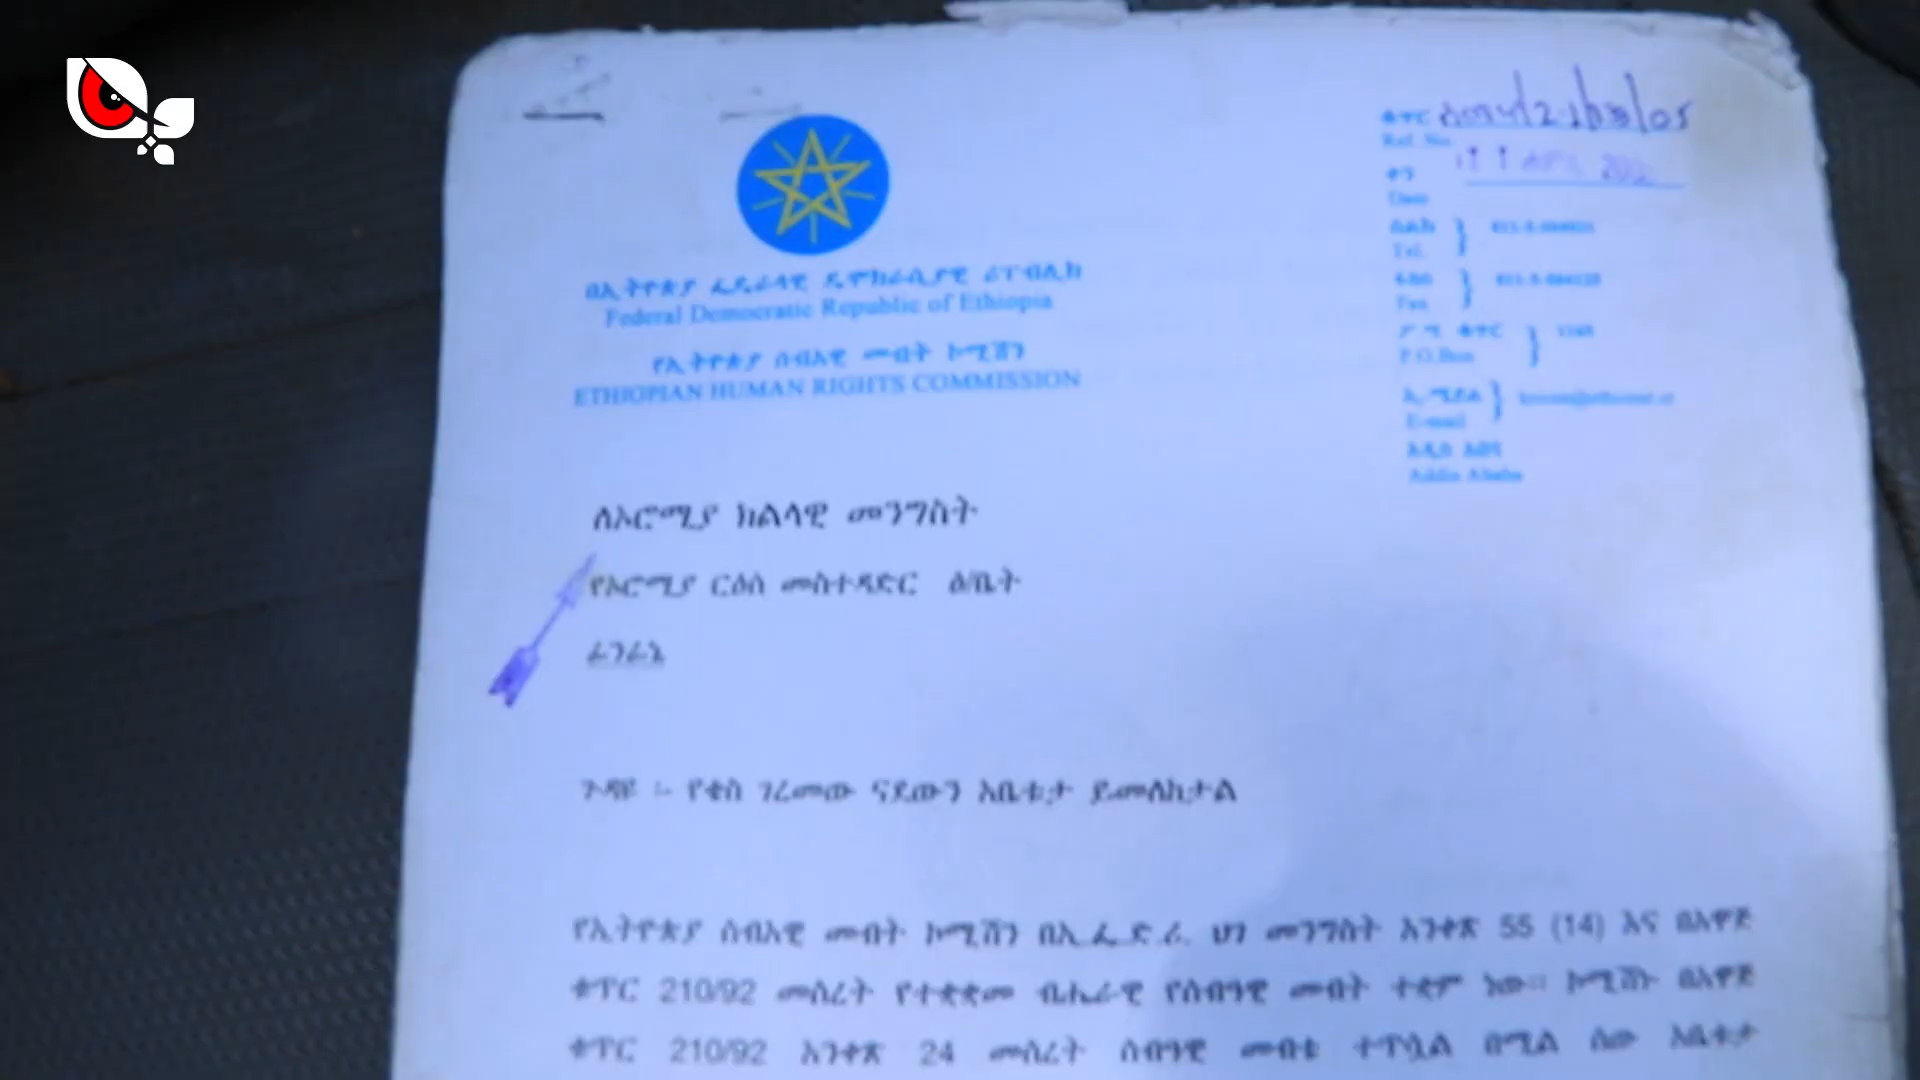 ቁጥር
Ref. No.
ቀን
Date
ስልክ
Tel.
ፋክስ
Fax
ፖ.ሣ. ቁጥር
P.O.Box
ኢ-ሜይል
E-mail
አዲስ አበባ
Addis Ababa
በኢትዮጵያ ፌዴራላዊ ዴሞክራሲያዊ ሪፐብሊክ
Federal Democratic Republic of Ethiopia
የኢትዮጵያ ሰብአዊ መብት ኮሚሽን
ETHIOPIAN HUMAN RIGHTS COMMISSION
ለኦሮሚያ ክልላዊ መንግስት
የኦሮሚያ ርዕሰ መስተዳድር ፅ/ቤት
ፊንፊኔ
ጉዳዩ ፡- የቄስ ገረመው ናደውን አቤቱታ ይመለከታል
የኢትዮጵያ ሰብአዊ መብት ኮሚሽን በኢ.ፌ.ድ.ሪ. ህገ መንግስት አንቀጽ 55 (14) እና በአዋጅ
ቁጥር 210/92 መሰረት የተቋቋመ ብሔራዊ የሰብዓዊ መብት ተቋም ነው። ኮሚሽኑ በአዋጅ
ቁጥር 210/92 አንቀጽ 24 መሰረት ሰብዓዊ መብቴ ተጥሷል በሚል ሰው አቤቱታ